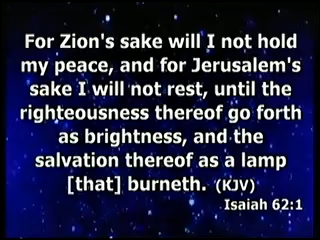 For Zion's sake will I not hold
my peace, and for Jerusalem's
sake I will not rest, until the
righteousness thereof go forth
as brightness, and the
salvation thereof as a lamp
[that] burneth. (KJV)
Isaiah 62:1